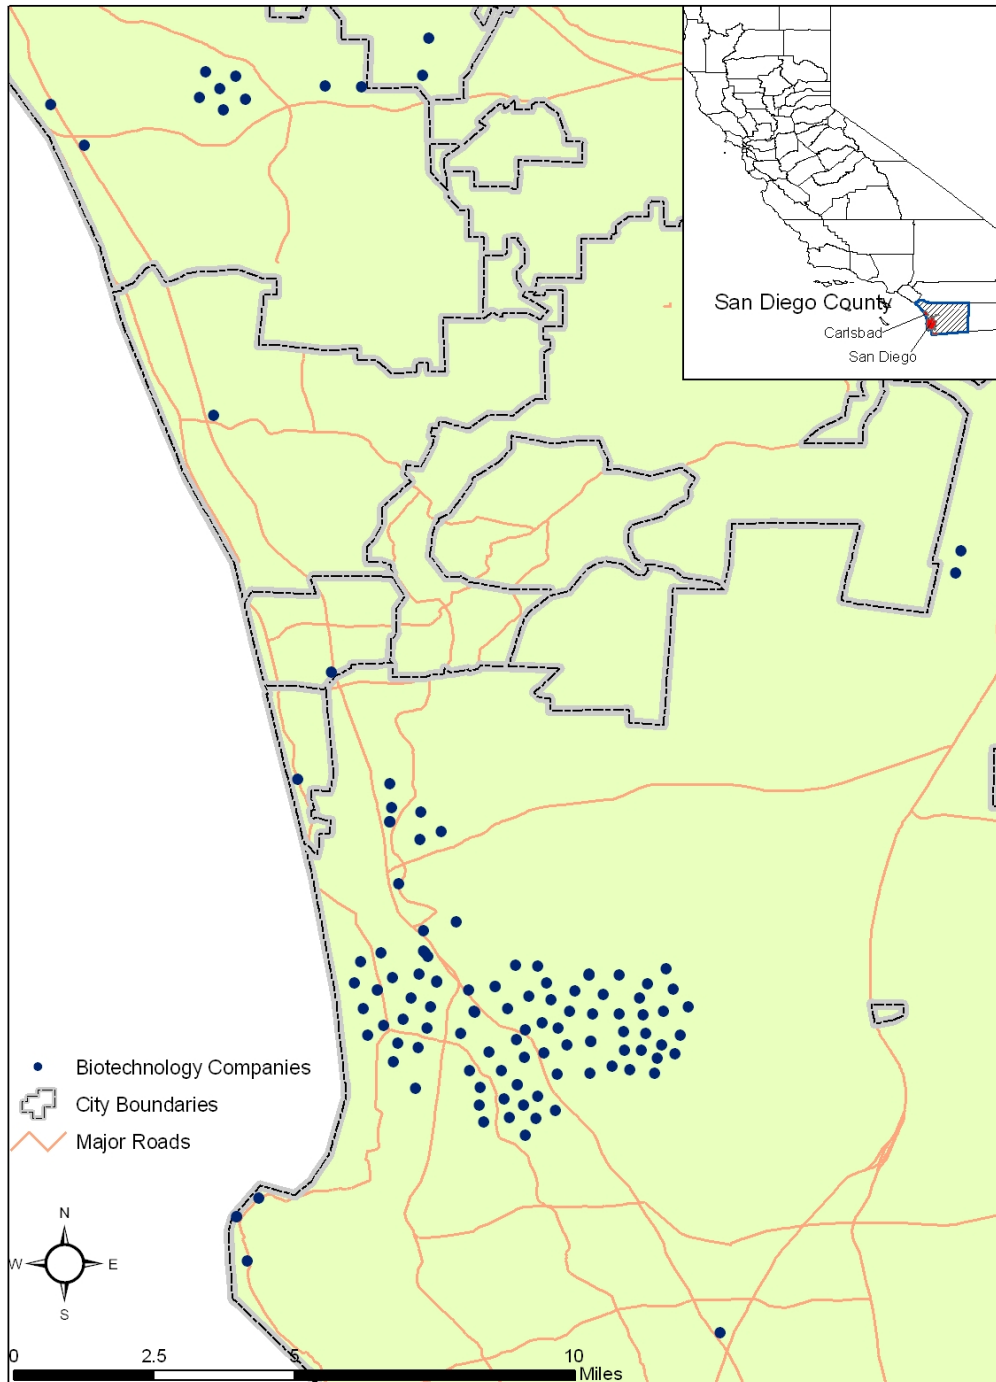 San Diego County
Carlsbad
San Diego
Biotechnology Companies
City Boundaries
Major Roads
N
W E
S
0 2.5 5 10
Miles